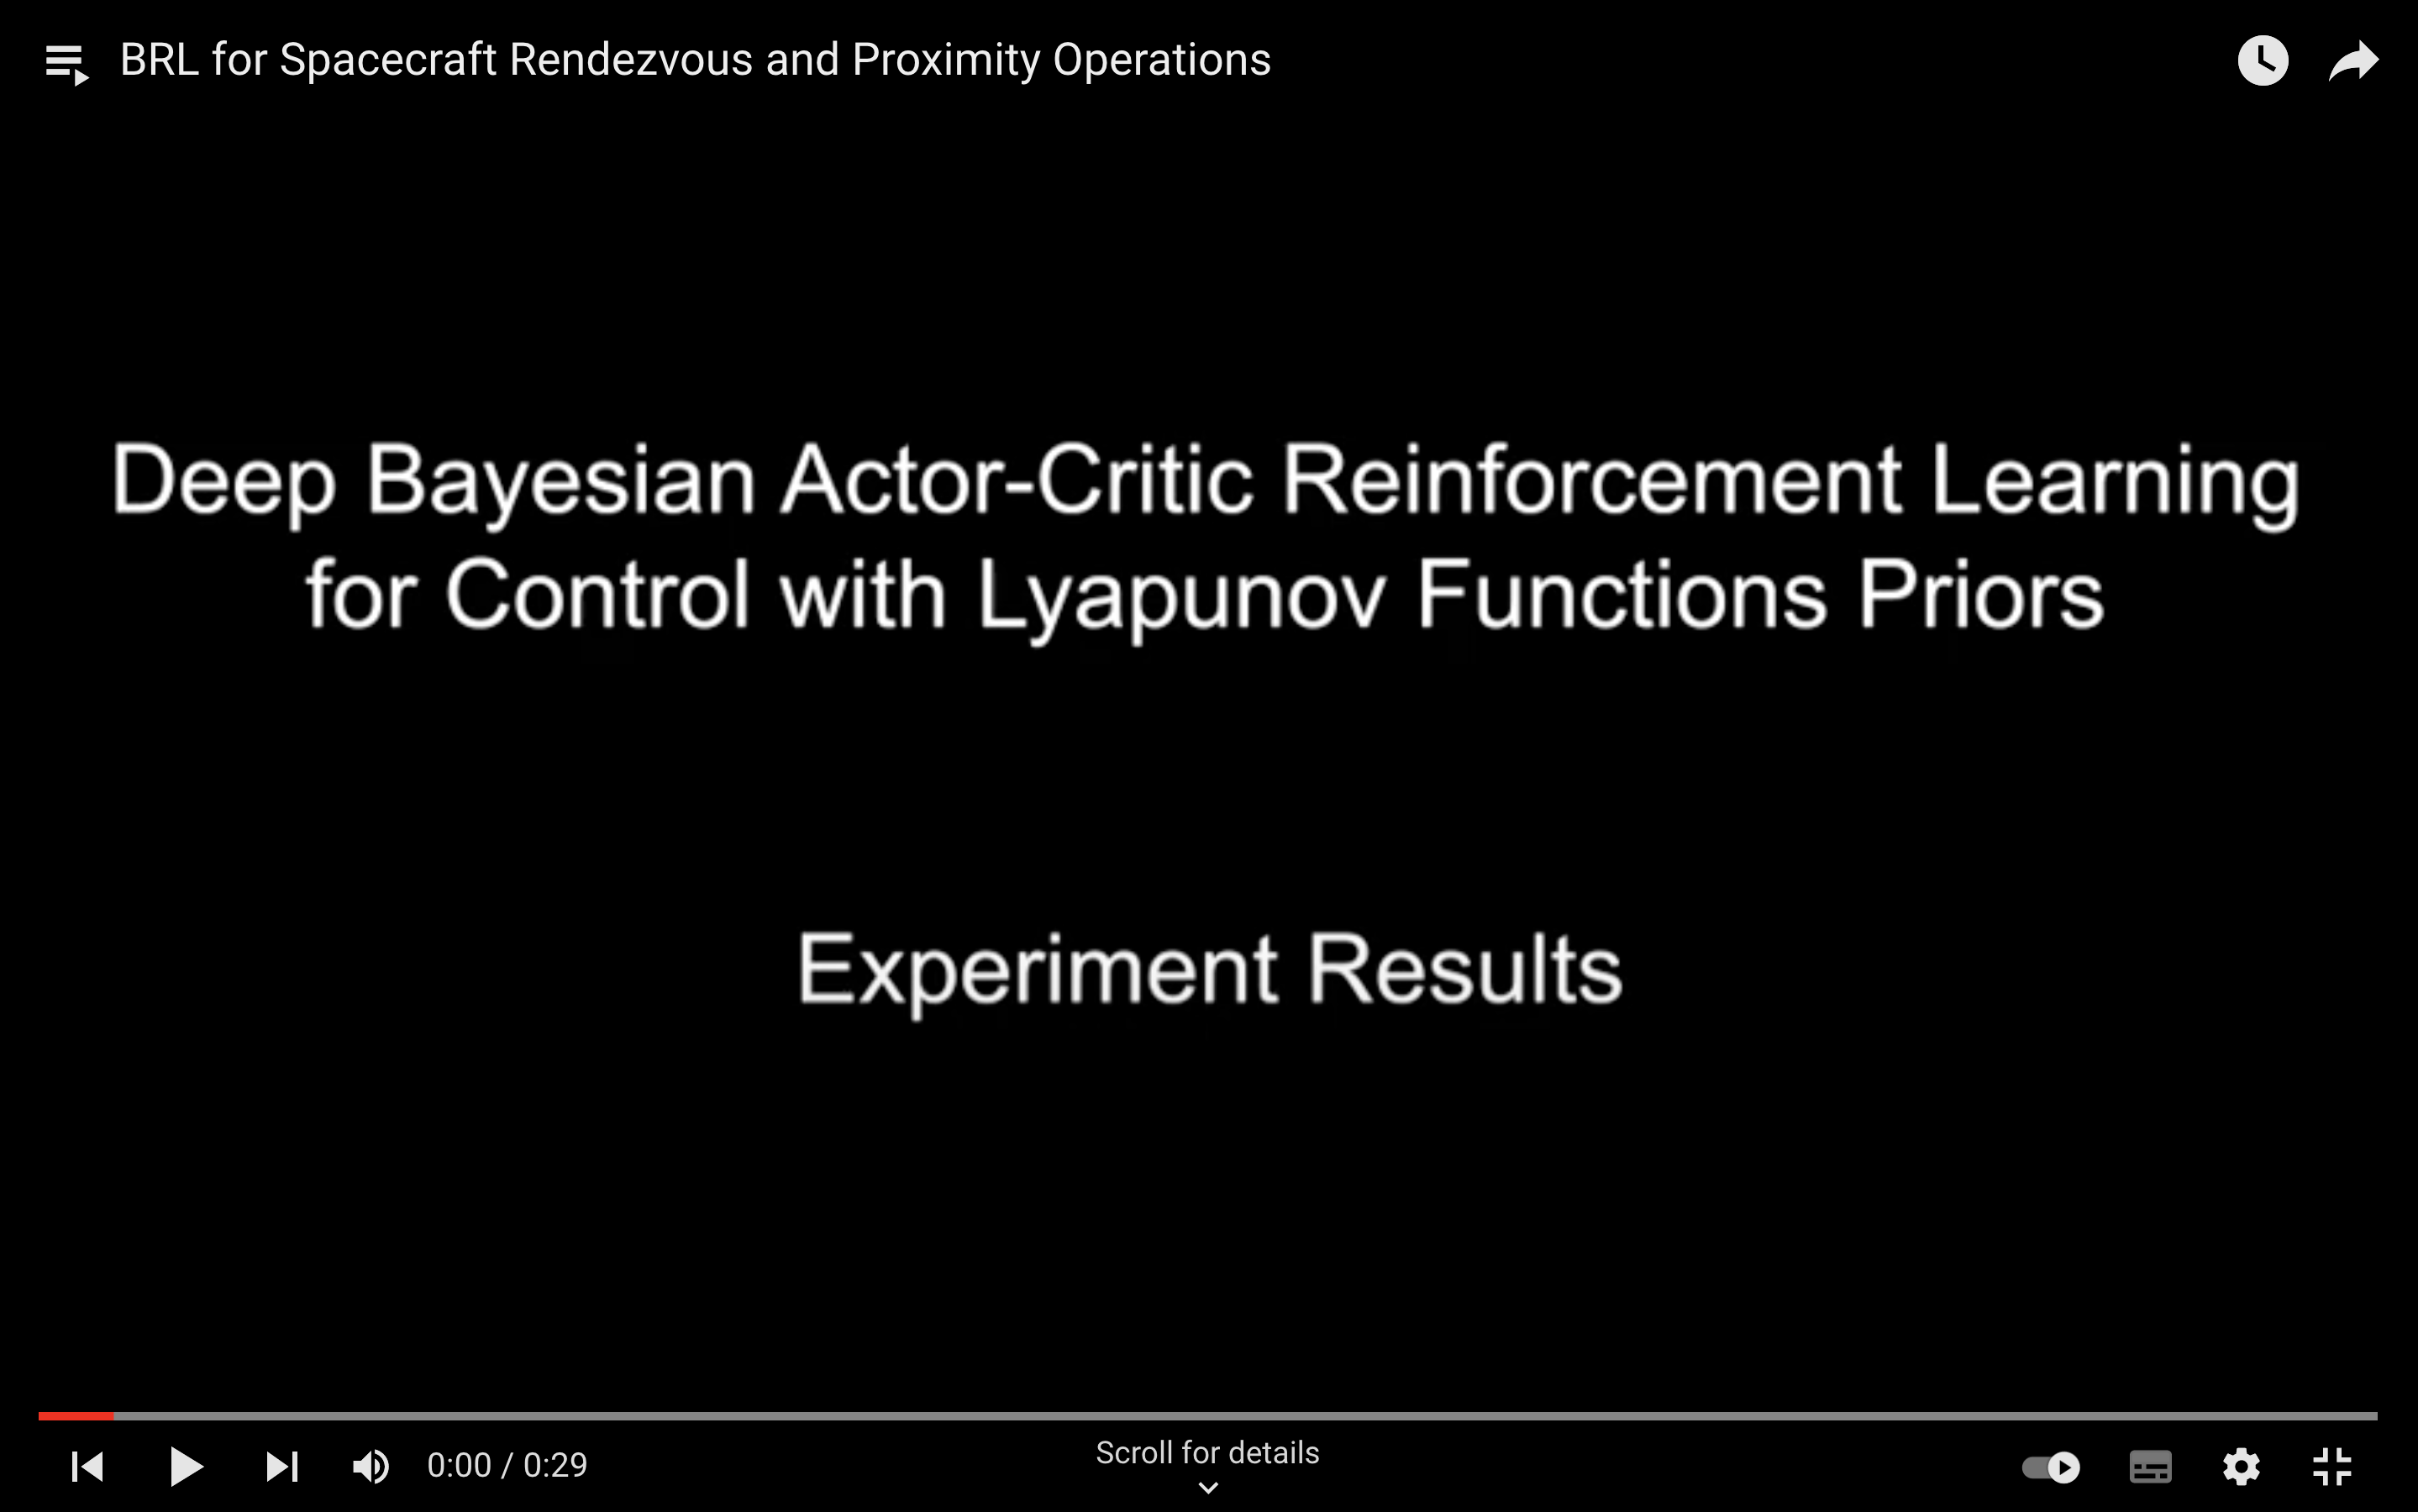 BRL for Spacecraft Rendezvous and Proximity Operations
Deep Bayesian Actor-Critic Reinforcement Learning
for Control with Lyapunov Functions Priors
Experiment Results
0:00 / 0:29
Scroll for details